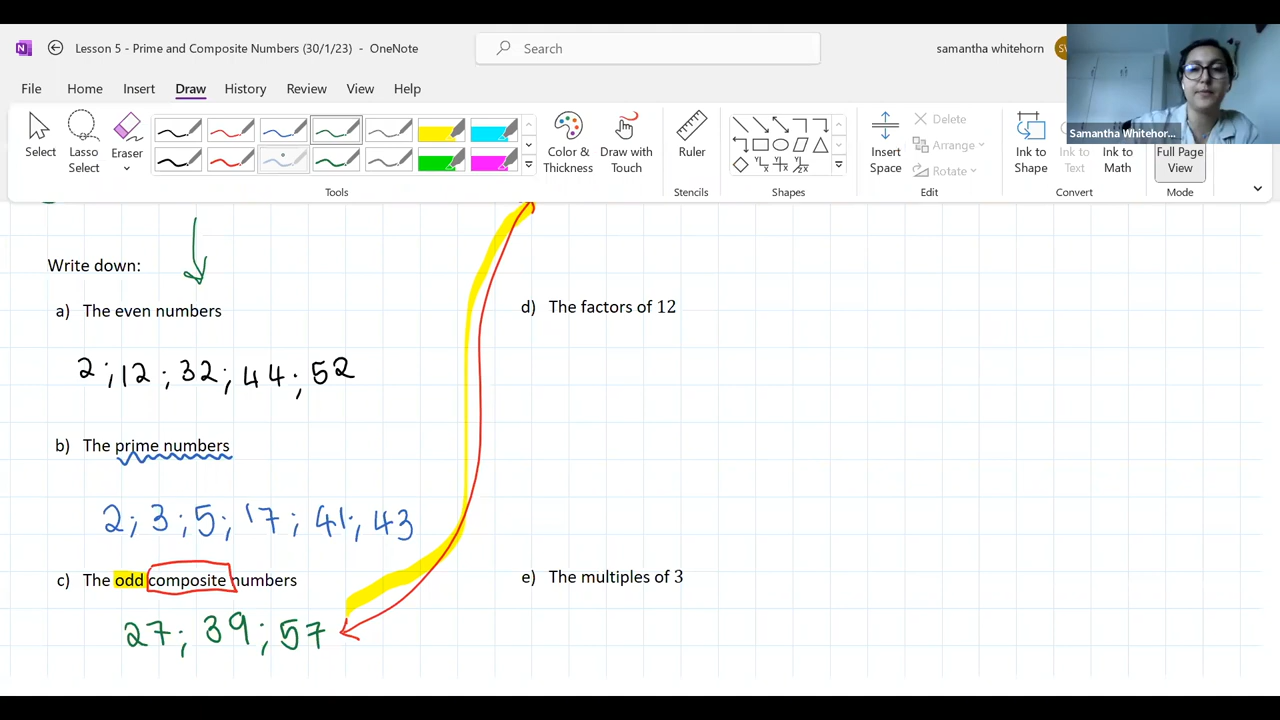 Lesson 5 - Prime and Composite Numbers (30/1/23) - OneNote
Search
samantha whitehorn
File Home Insert Draw History Review View Help
Samantha Whitehor...
Select
Lasso Select
Eraser
Color & Thickness
Draw with Touch
Ruler
Insert Space
Delete
Arrange
Rotate
Ink to Shape
Ink to Text
Ink to Math
Full Page View
Tools
Stencils
Shapes
Edit
Convert
Mode
Write down:
a) The even numbers
2 ; 12 ; 32 ; 44 ; 52
b) The prime numbers
2 ; 3 ; 5 ; 17 ; 41 ; 43
c) The odd composite numbers
27 ; 39 ; 57
d) The factors of 12
e) The multiples of 3